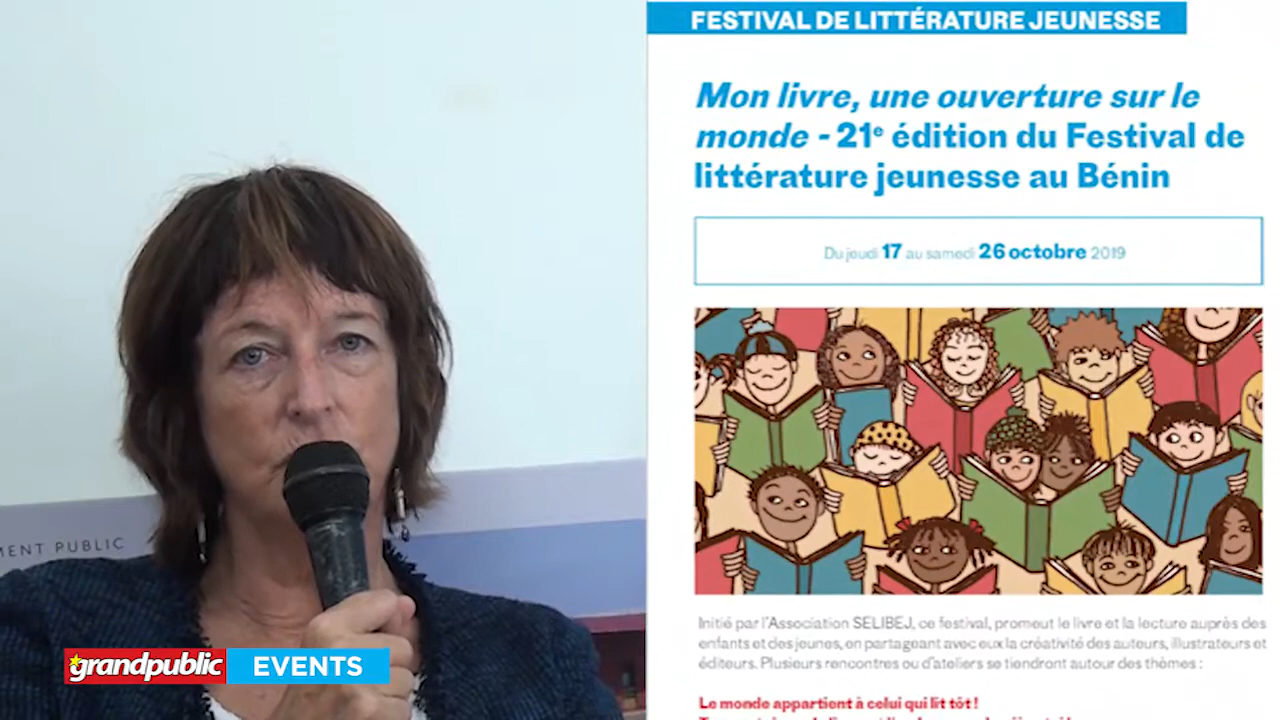 FESTIVAL DE LITTÉRATURE JEUNESSE
Mon livre, une ouverture sur le
monde - 21e édition du Festival de
littérature jeunesse au Bénin
Du jeudi 17 au samedi 26 octobre 2019
Initié par l'Association SELIBEJ, ce festival, promeut le livre et la lecture auprès des
enfants et des jeunes, en partageant avec eux la créativité des auteurs, illustrateurs et
éditeurs. Plusieurs rencontres ou d'ateliers se tiendront autour des thèmes :
Le monde appartient à celui qui lit tôt !
MENT PUBLIC
grandpublic EVENTS